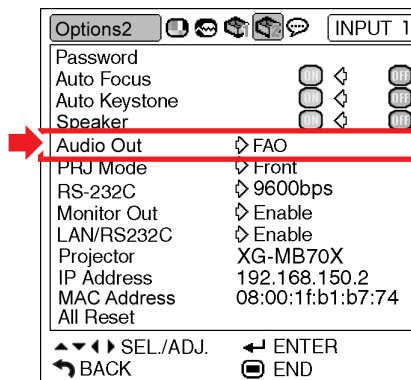 Options2 INPUT 1
Password
Auto Focus ON OFF
Auto Keystone ON OFF
Speaker ON OFF
Audio Out FAO
PRJ Mode Front
RS-232C 9600bps
Monitor Out Enable
LAN/RS232C Enable
Projector XG-MB70X
IP Address 192.168.150.2
MAC Address 08:00:1f:b1:b7:74
All Reset
SEL./ADJ. ENTER
BACK END